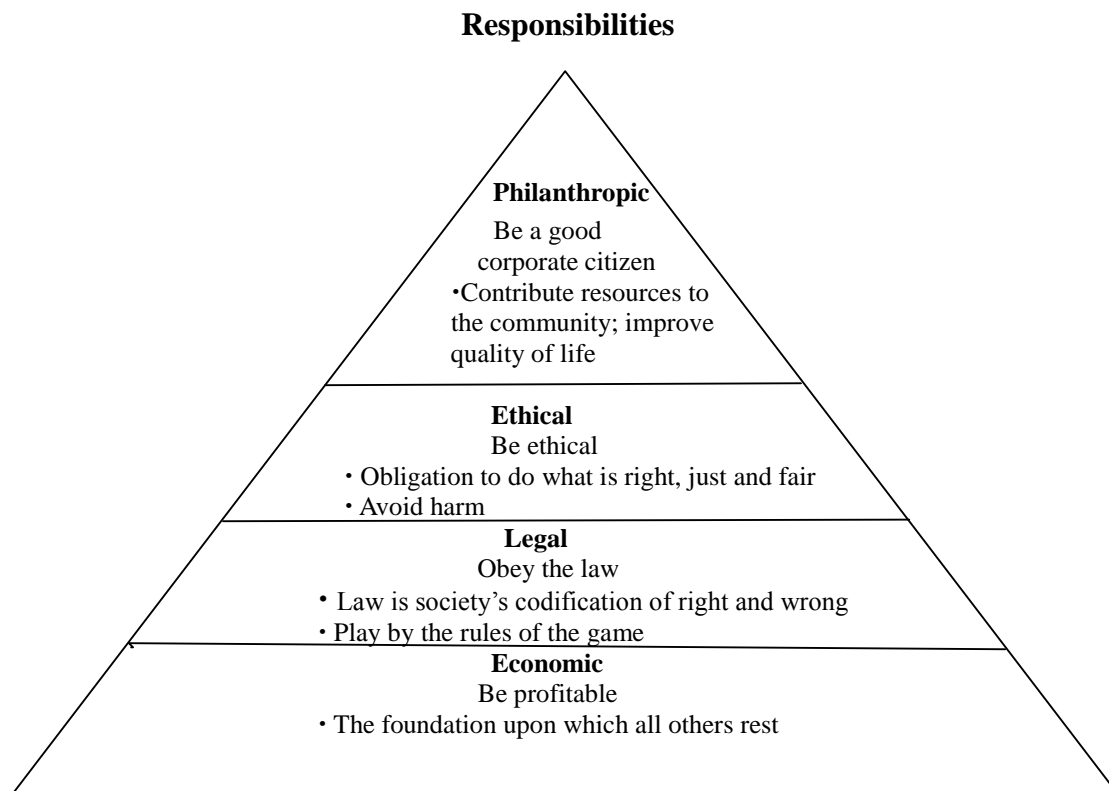 Responsibilities
Philanthropic
Be a good
corporate citizen
·Contribute resources to
the community; improve
quality of life
Ethical
Be ethical
· Obligation to do what is right, just and fair
· Avoid harm
Legal
Obey the law
· Law is society’s codification of right and wrong
· Play by the rules of the game
Economic
Be profitable
· The foundation upon which all others rest